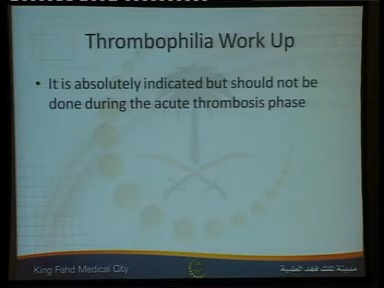 Thrombophilia Work Up
• It is absolutely indicated but should not be
done during the acute thrombosis phase
King Fahd Medical City
مدينة الملك فهد الطبية